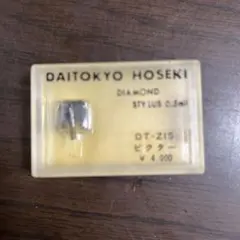 DAITOKYO HOSEKI
DIAMOND
STYLUS 0.5mil
DT-Z1S
ビクター
¥ 4,000